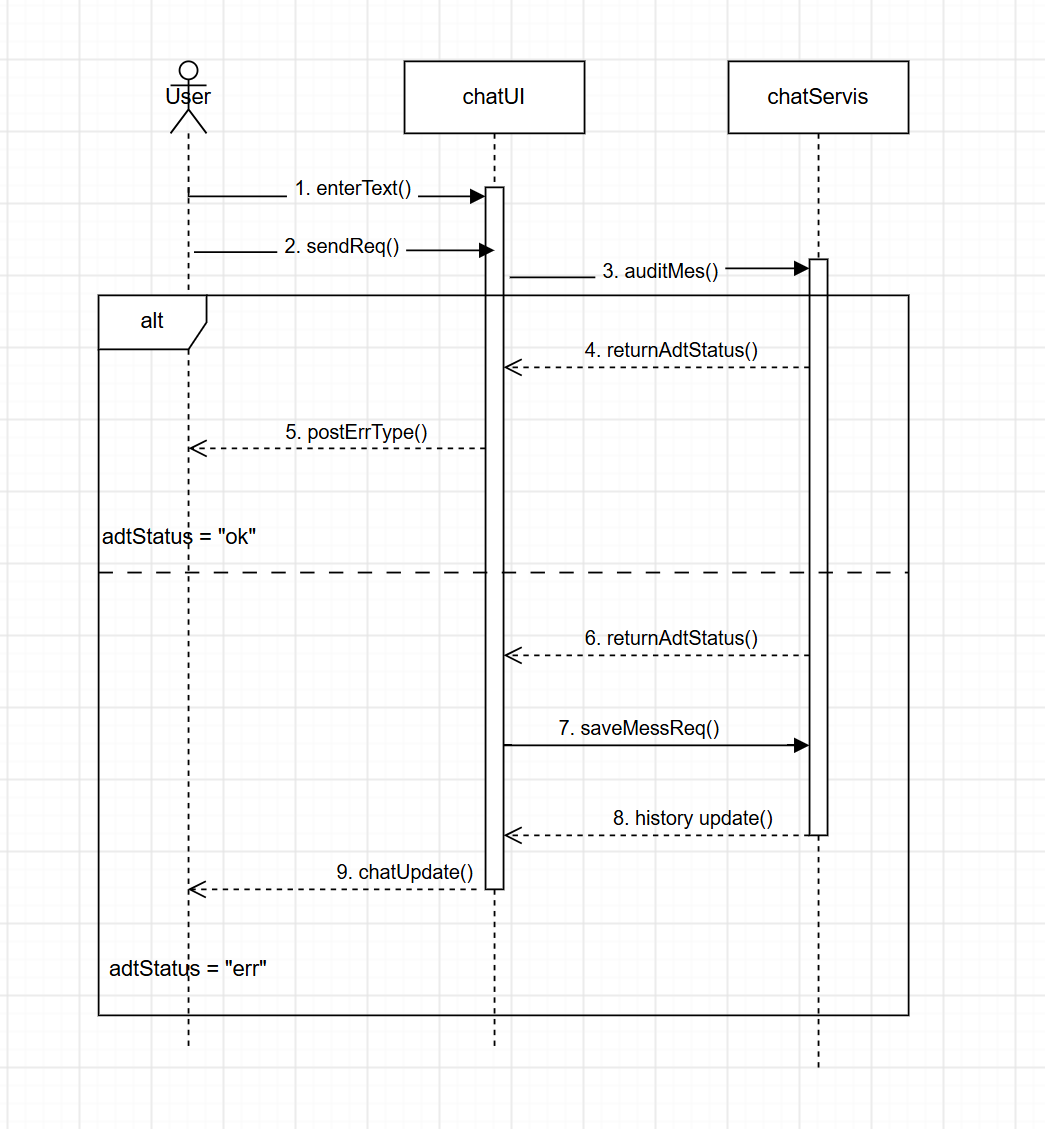 User
chatUI
chatServis
1. enterText()
2. sendReq()
3. auditMes()
alt
4. returnAdtStatus()
5. postErrType()
adtStatus = "ok"
6. returnAdtStatus()
7. saveMessReq()
8. history update()
9. chatUpdate()
adtStatus = "err"